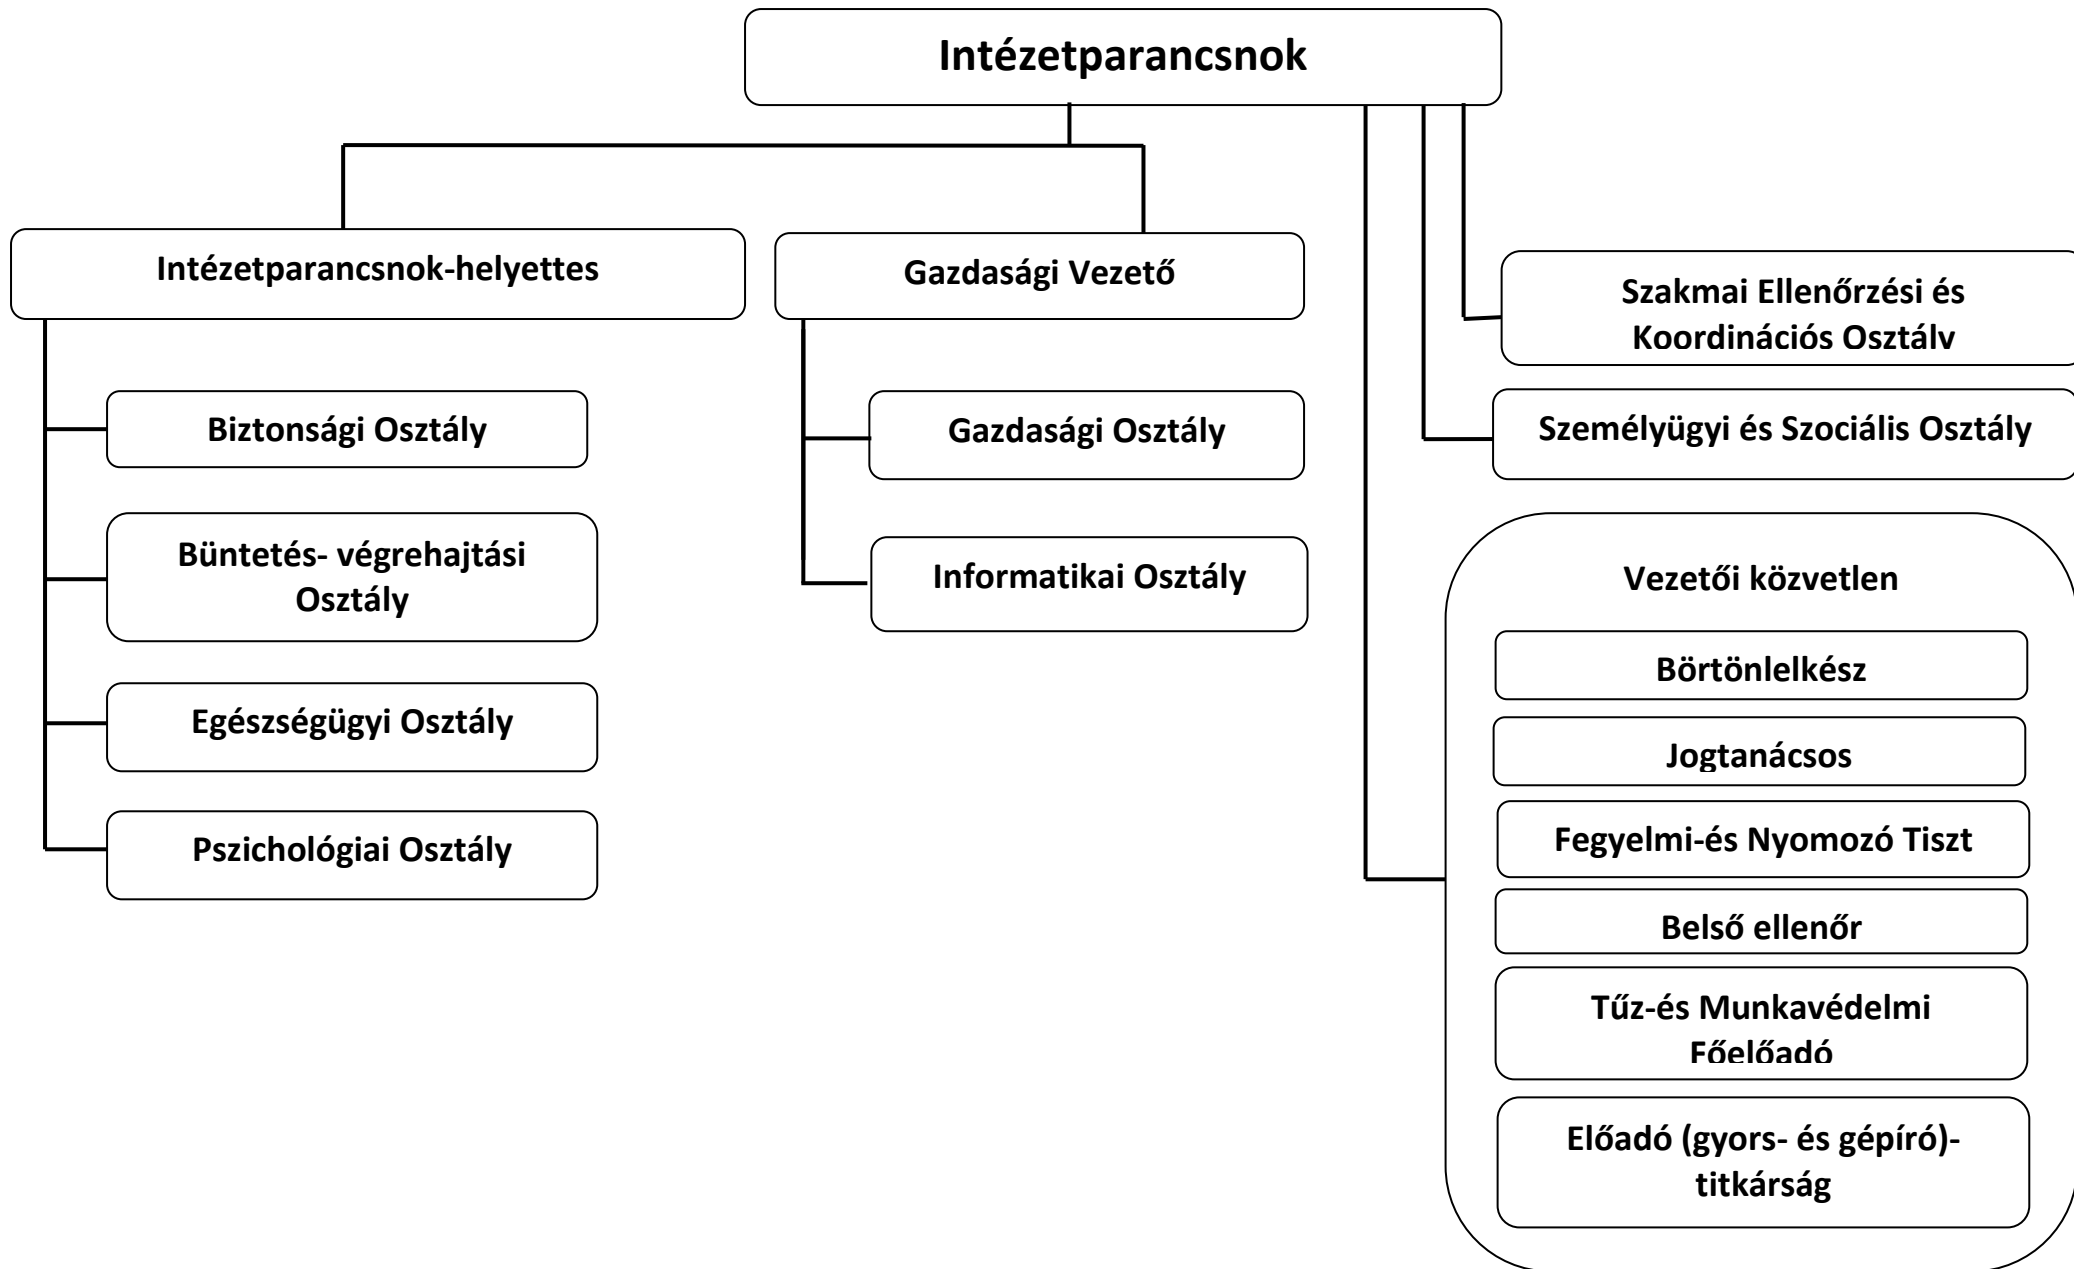 Intézetparancsnok
Intézetparancsnok-helyettes
Biztonsági Osztály
Büntetés- végrehajtási
Osztály
Egészségügyi Osztály
Pszichológiai Osztály
Gazdasági Vezető
Gazdasági Osztály
Informatikai Osztály
Szakmai Ellenőrzési és
Koordinációs Osztály
Személyügyi és Szociális Osztály
Vezetői közvetlen
Börtönlelkész
Jogtanácsos
Fegyelmi-és Nyomozó Tiszt
Belső ellenőr
Tűz-és Munkavédelmi
Főelőadó
Előadó (gyors- és gépíró)-
titkárság